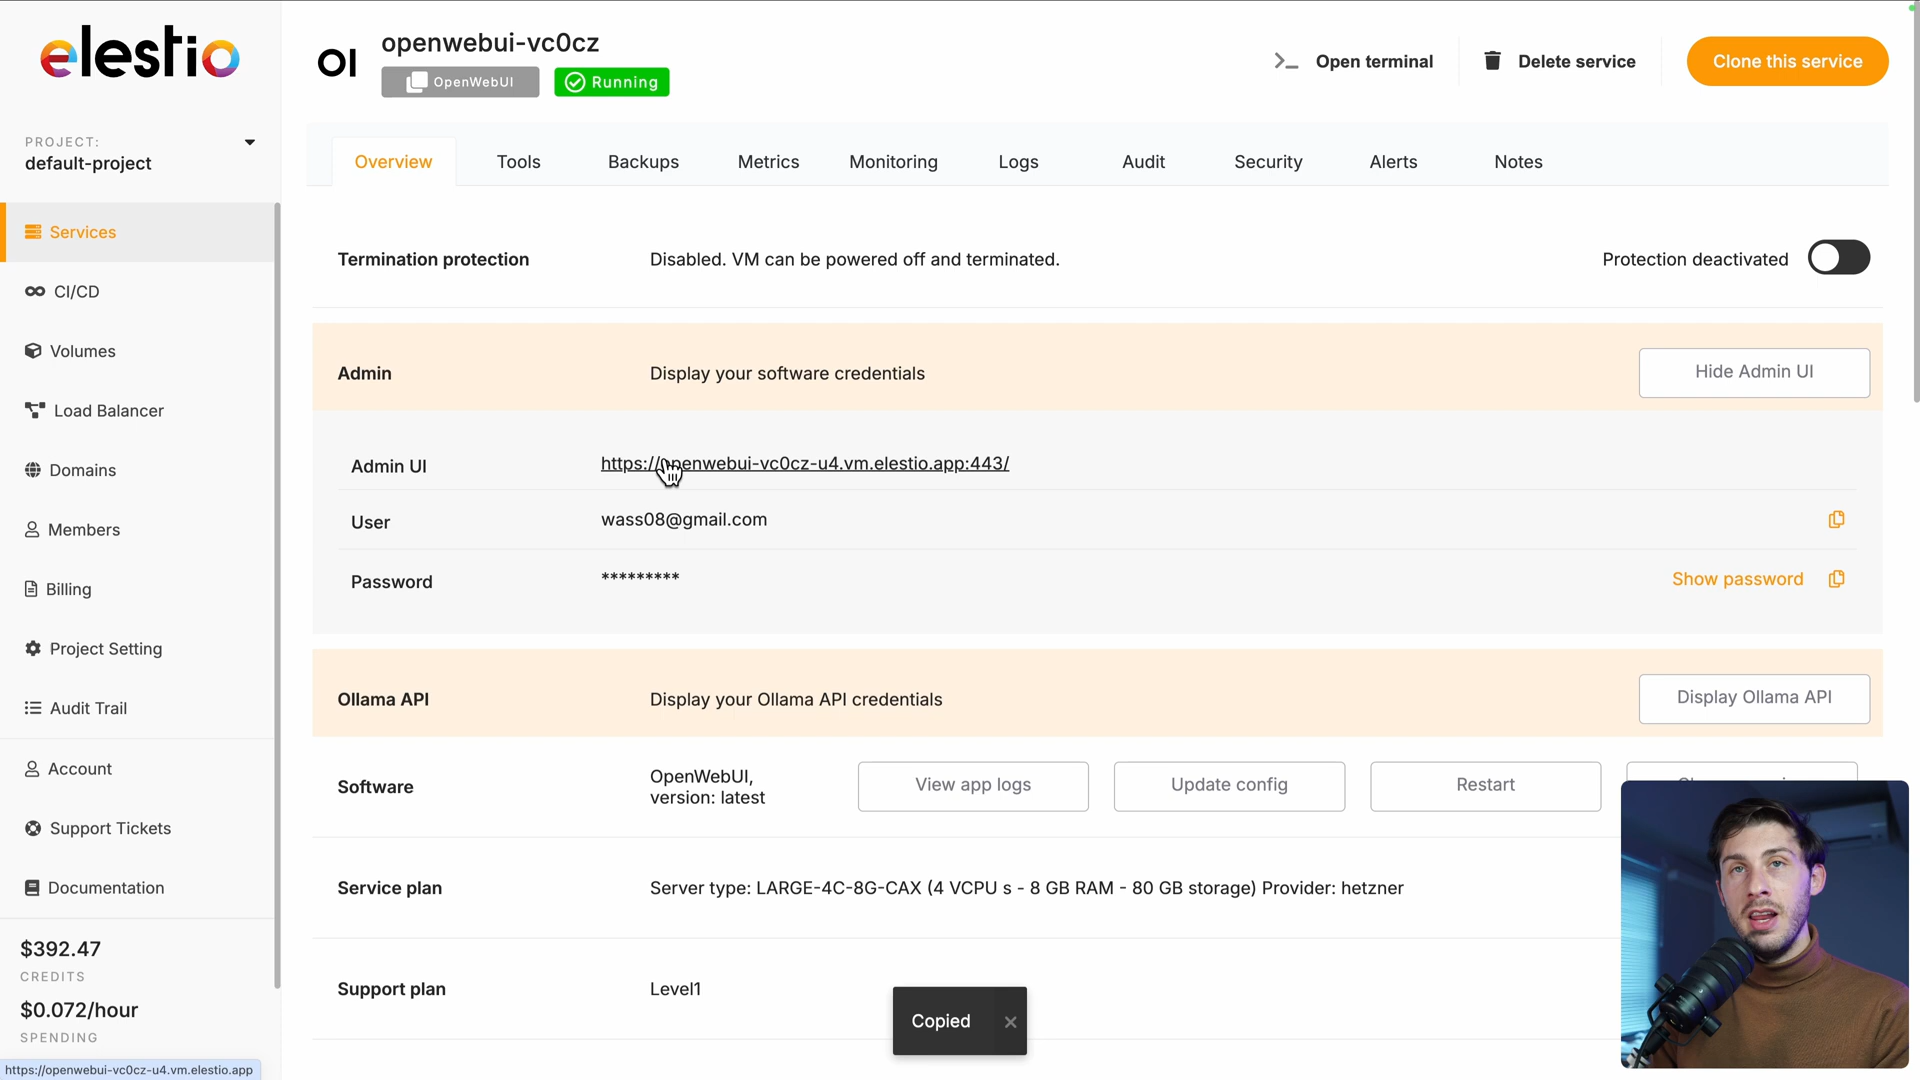 elestio
PROJECT:
default-project
Services
CI/CD
Volumes
Load Balancer
Domains
Members
Billing
Project Setting
Audit Trail
Account
Support Tickets
Documentation
$392.47
CREDITS
$0.072/hour
SPENDING
https://openwebui-vc0cz-u4.vm.elestio.app
OI
openwebui-vc0cz
OpenWebUI
Running
Open terminal
Delete service
Clone this service
Overview
Tools
Backups
Metrics
Monitoring
Logs
Audit
Security
Alerts
Notes
Termination protection
Disabled. VM can be powered off and terminated.
Protection deactivated
Admin
Display your software credentials
Hide Admin UI
Admin UI
https://openwebui-vc0cz-u4.vm.elestio.app:443/
User
wass08@gmail.com
Password
*********
Show password
Ollama API
Display your Ollama API credentials
Display Ollama API
Software
OpenWebUI,
version: latest
View app logs
Update config
Restart
Service plan
Server type: LARGE-4C-8G-CAX (4 VCPU s - 8 GB RAM - 80 GB storage) Provider: hetzner
Support plan
Level1
Copied